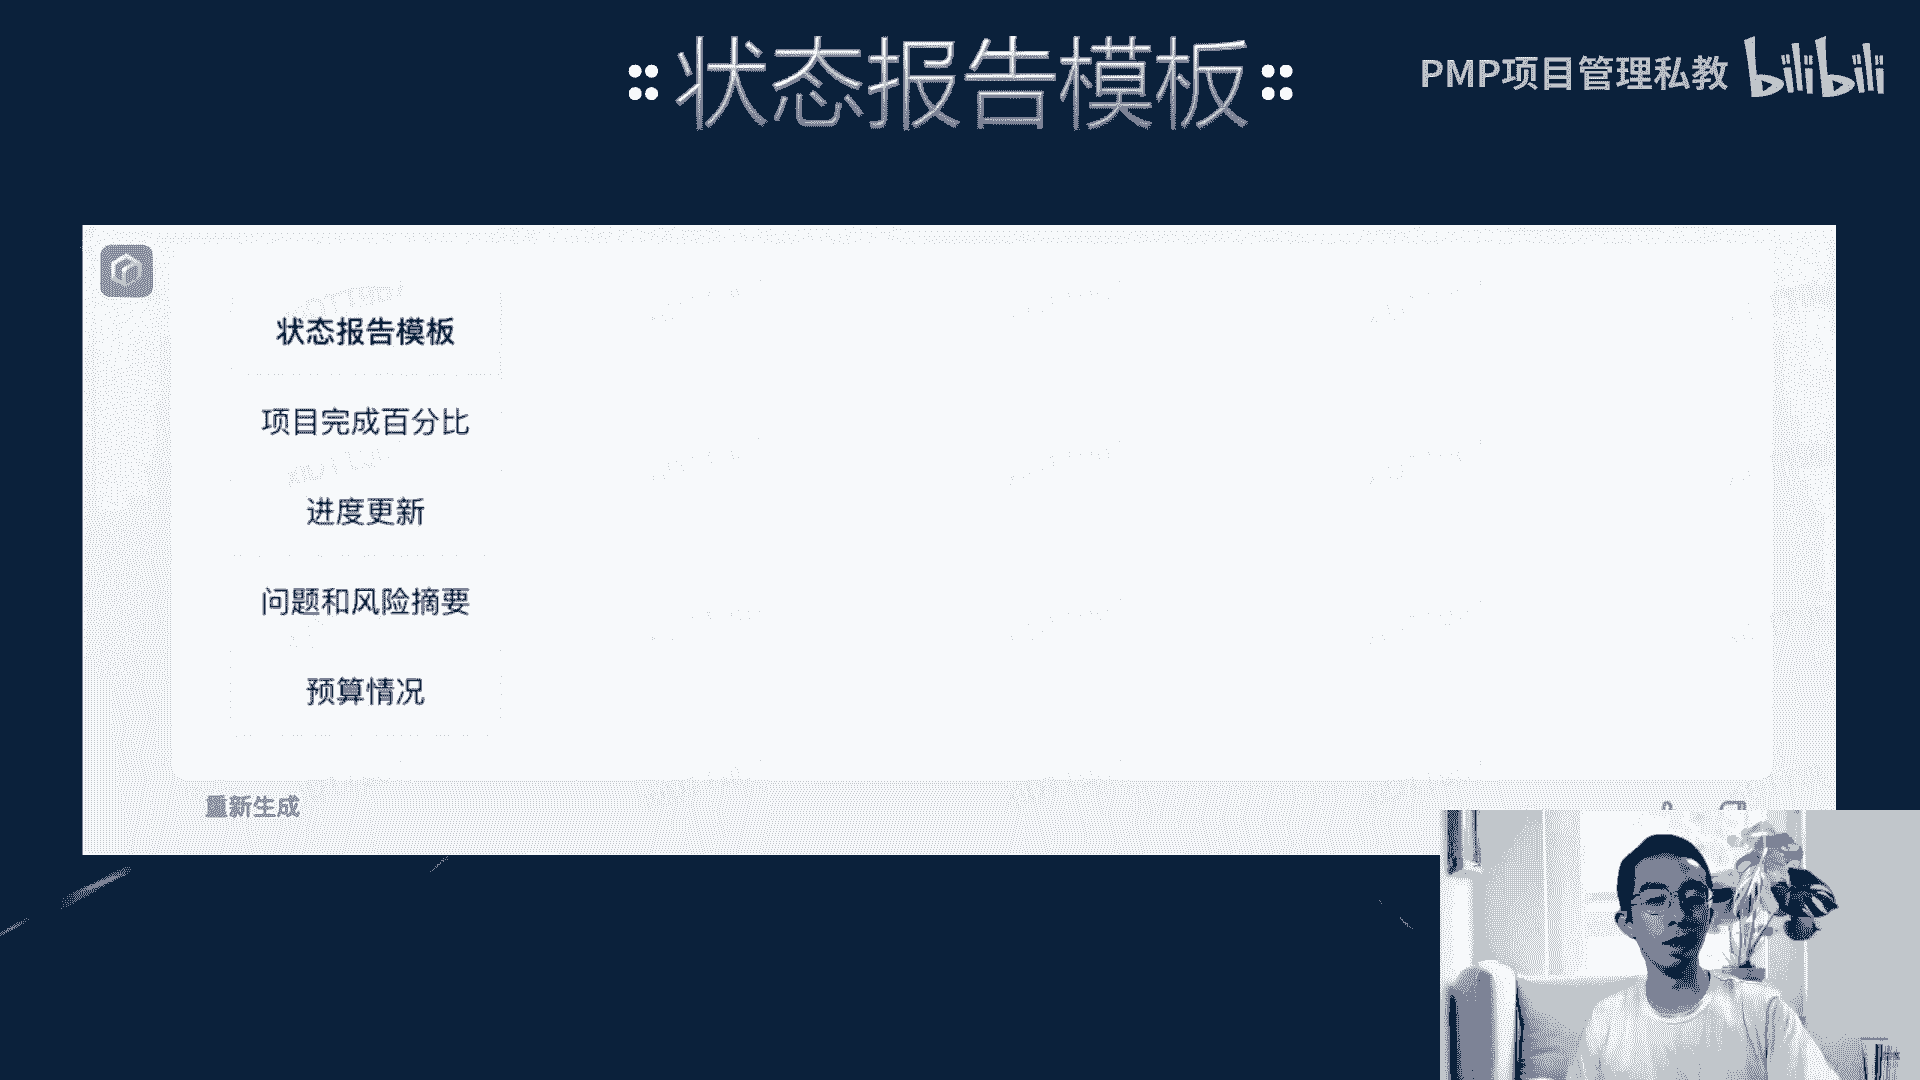 状态报告模板
PMP项目管理私教 bilibili
状态报告模板
项目完成百分比
进度更新
问题和风险摘要
预算情况
重新生成